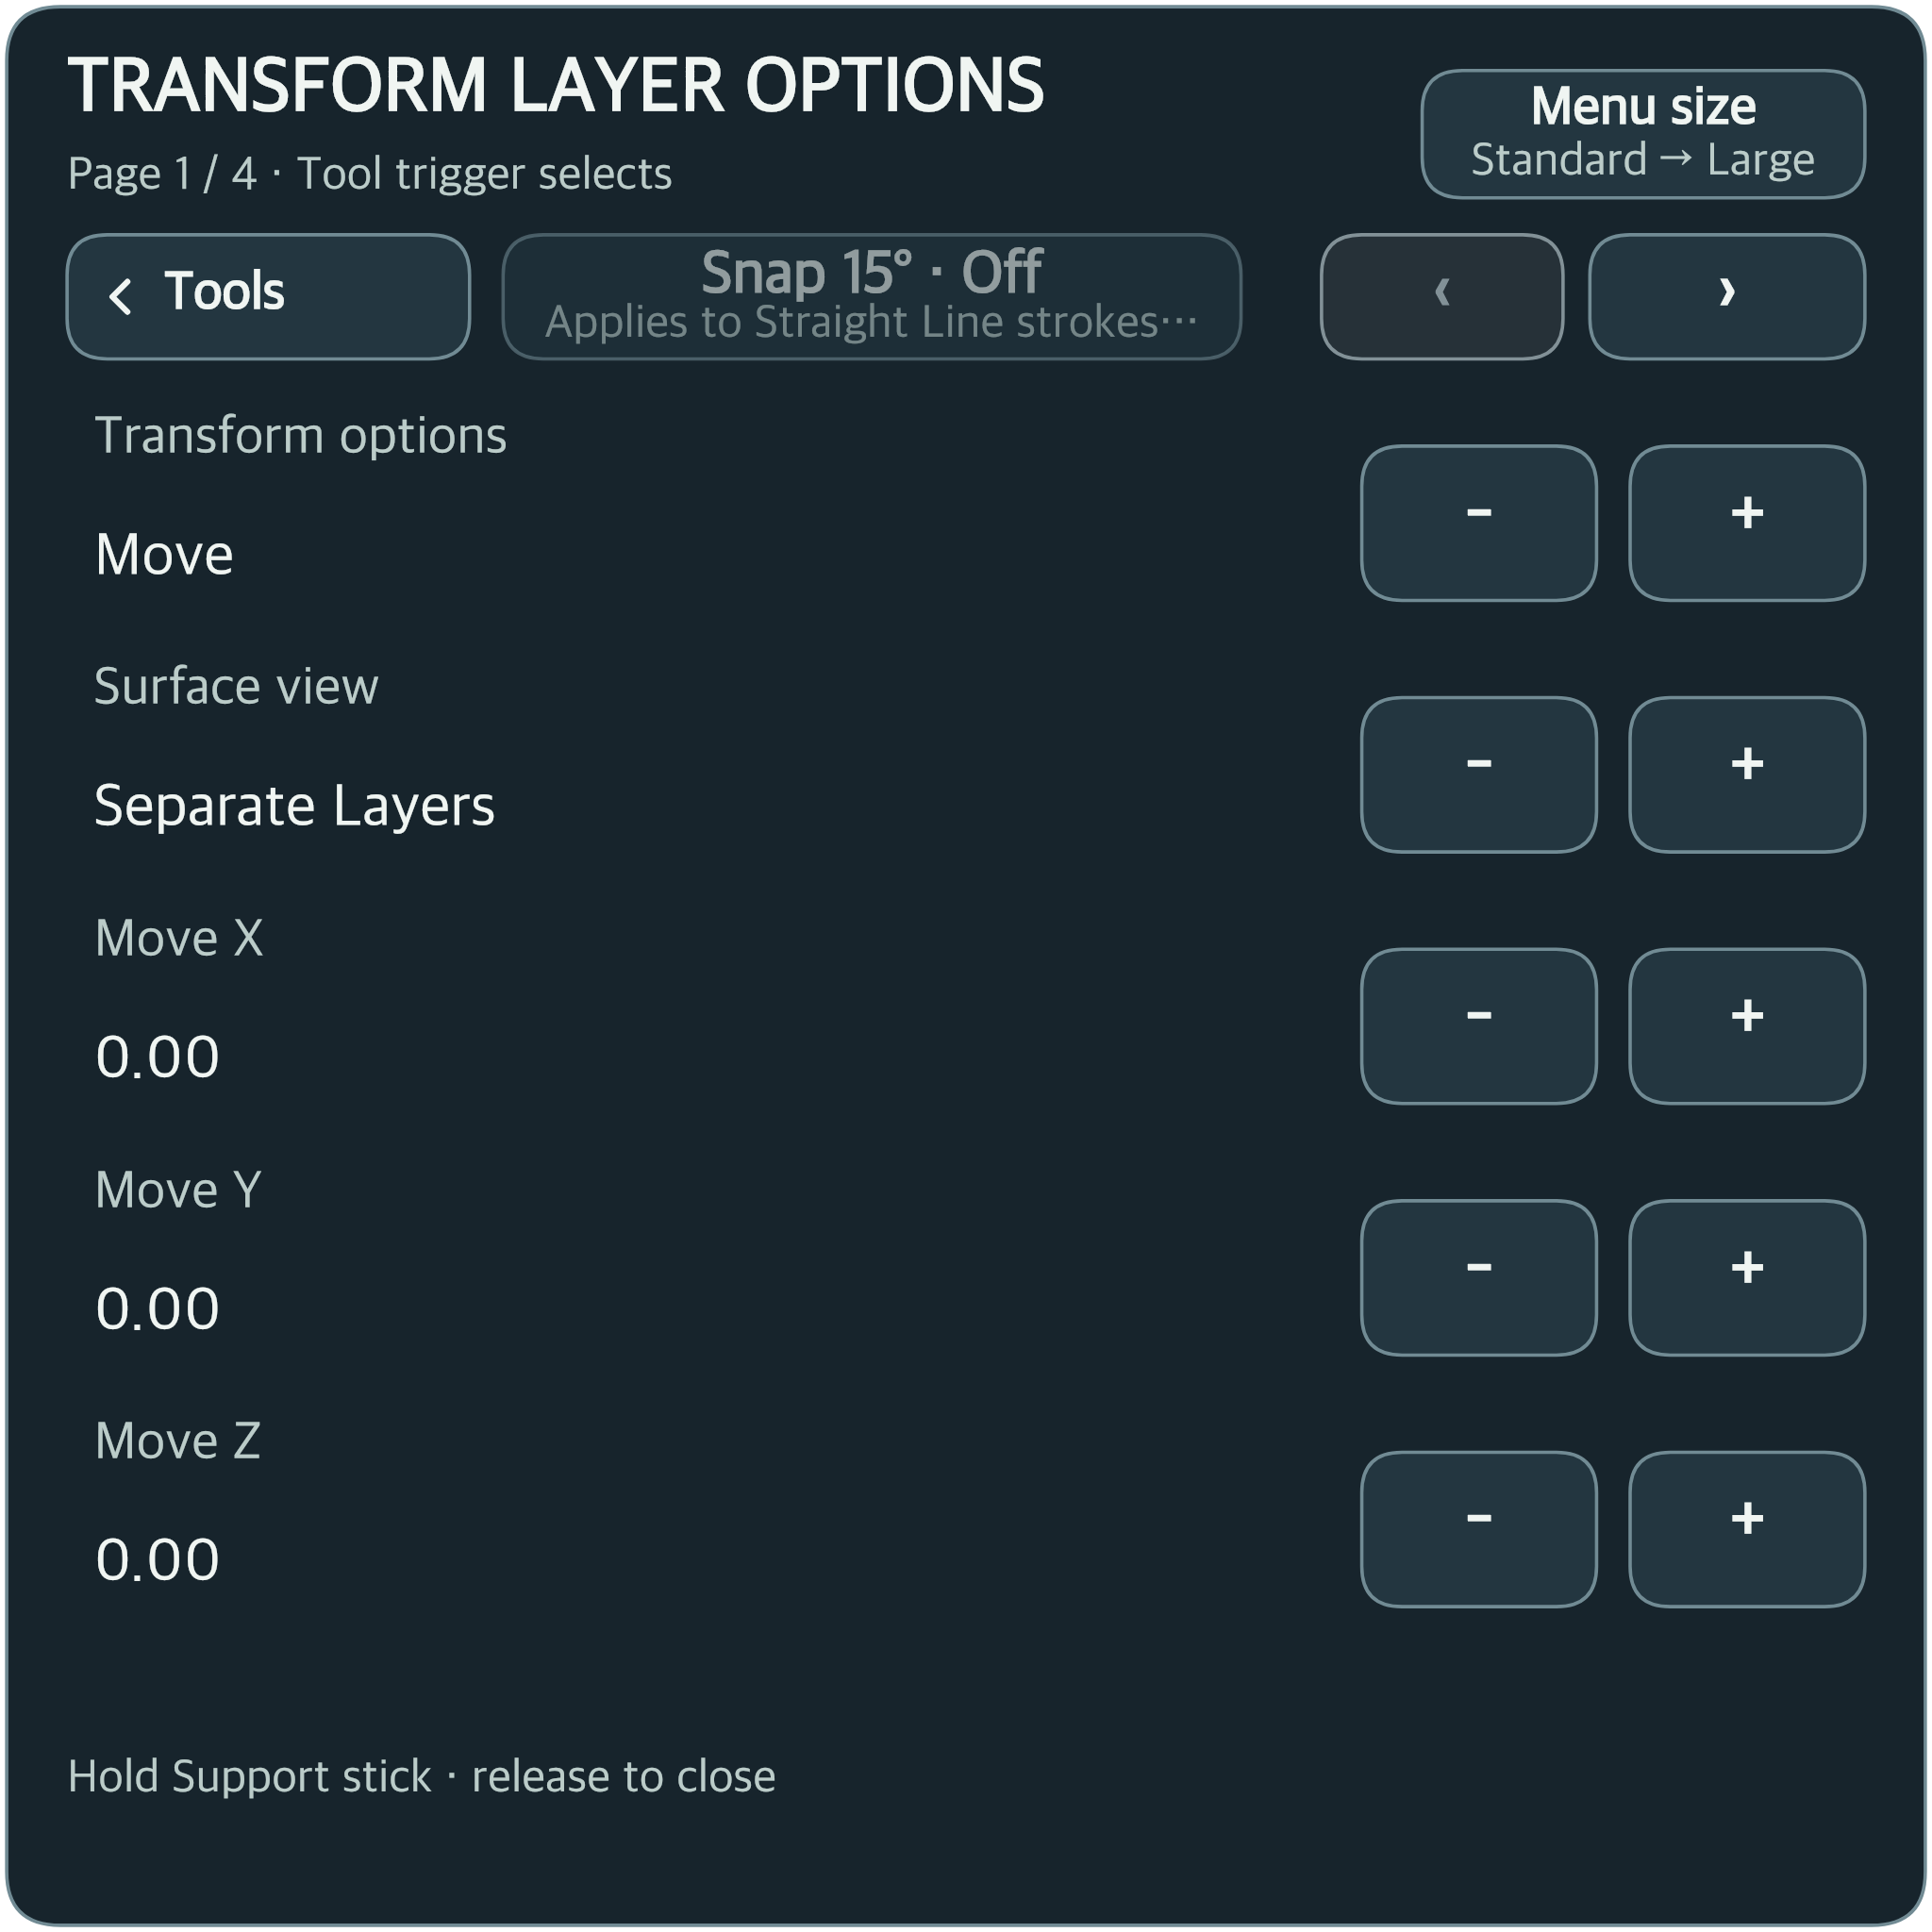 TRANSFORM LAYER OPTIONS
Page 1 / 4 · Tool trigger selects
Menu size
Standard → Large
‹ Tools
Snap 15° · Off
Applies to Straight Line strokes···
‹ ›
Transform options
Move
- +
Surface view
Separate Layers
- +
Move X
0.00
- +
Move Y
0.00
- +
Move Z
0.00
- +
Hold Support stick · release to close